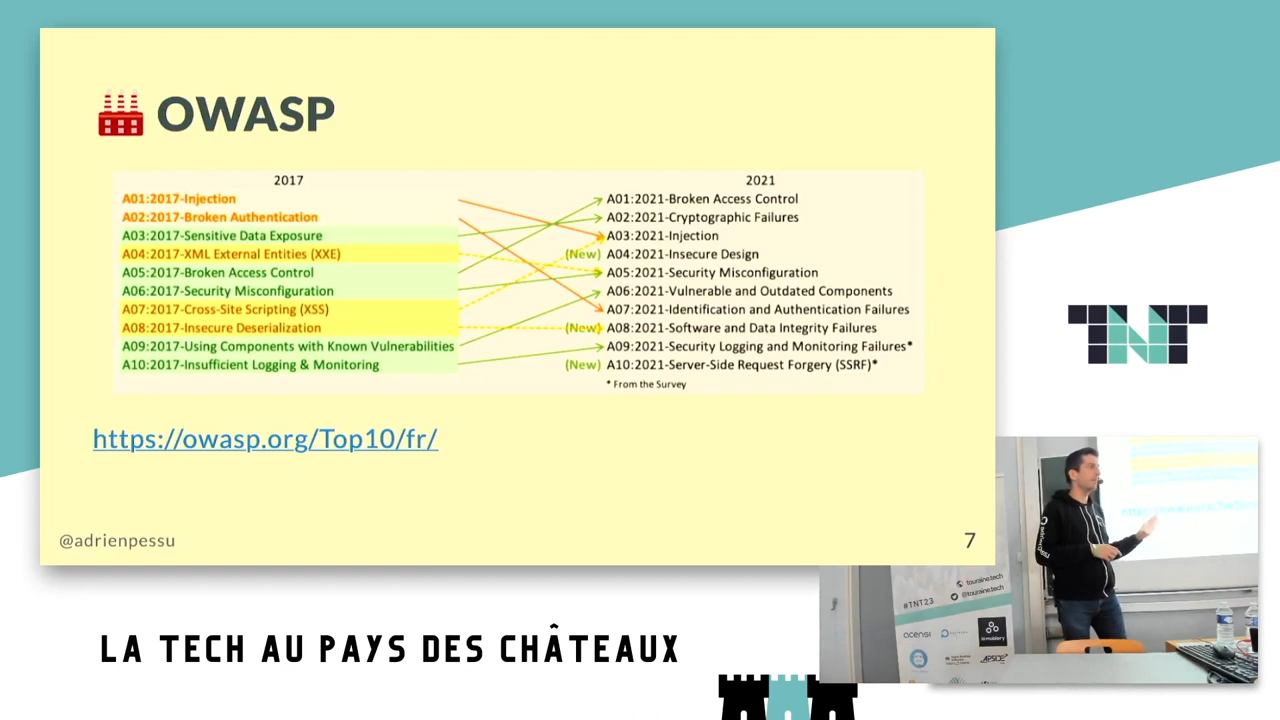 OWASP
2017
2021
A01:2017-Injection
A02:2017-Broken Authentication
A03:2017-Sensitive Data Exposure
A04:2017-XML External Entities (XXE)
A05:2017-Broken Access Control
A06:2017-Security Misconfiguration
A07:2017-Cross-Site Scripting (XSS)
A08:2017-Insecure Deserialization
A09:2017-Using Components with Known Vulnerabilities
A10:2017-Insufficient Logging & Monitoring
A01:2021-Broken Access Control
A02:2021-Cryptographic Failures
A03:2021-Injection
(New) A04:2021-Insecure Design
A05:2021-Security Misconfiguration
A06:2021-Vulnerable and Outdated Components
A07:2021-Identification and Authentication Failures
(New) A08:2021-Software and Data Integrity Failures
A09:2021-Security Logging and Monitoring Failures*
(New) A10:2021-Server-Side Request Forgery (SSRF)*
* From the Survey
https://owasp.org/Top10/fr/
@adrienpessu
7
TNT
touraine.tech
@touraine_tech
#TNT23
acensi
APSIDE
LA TECH AU PAYS DES CHÂTEAUX